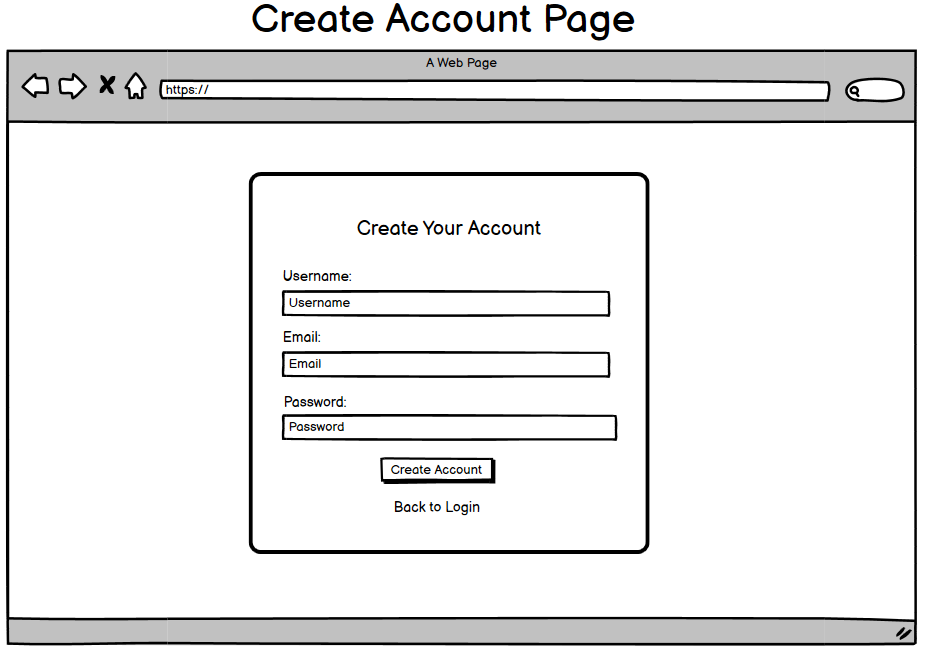 Create Account Page
A Web Page
https://
Create Your Account
Username:
Username
Email:
Email
Password:
Password
Create Account
Back to Login